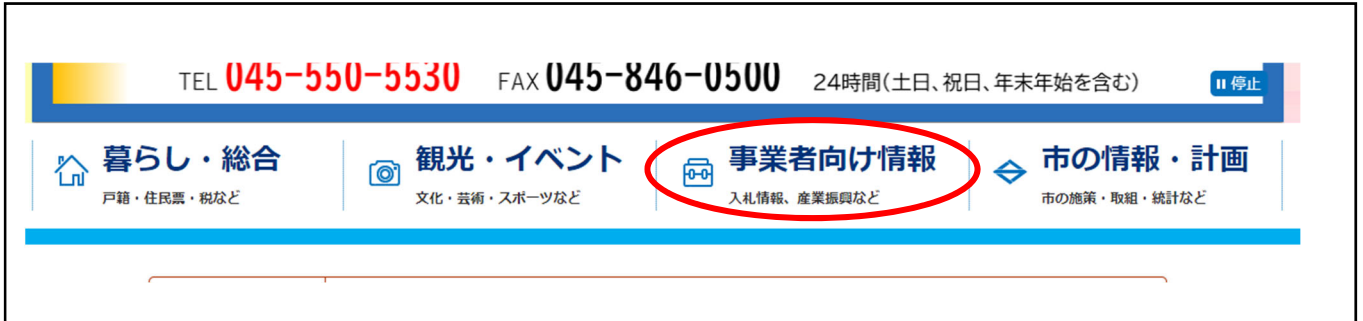 TEL 045-550-5530 FAX 045-846-0500 24時間(土日、祝日、年末年始を含む) 停止
暮らし・総合 観光・イベント 事業者向け情報 市の情報・計画
戸籍・住民票・税など 文化・芸術・スポーツなど 入札情報、産業振興など 市の施策・取組・統計など